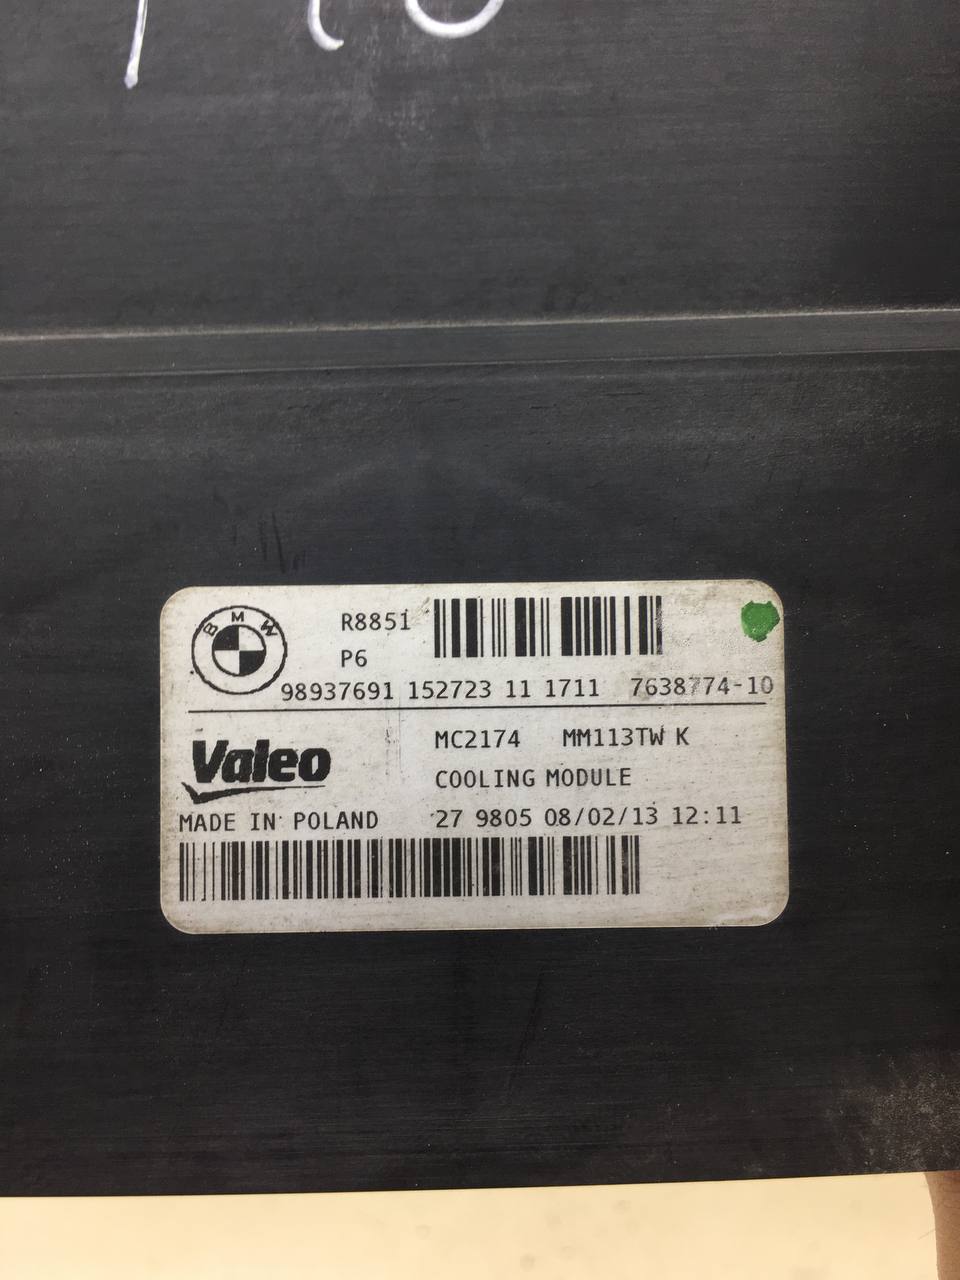 BMW
R8851
P6
98937691 152723 11 1711 7638774-10
Valeo
MC2174 MM113TW K
COOLING MODULE
MADE IN POLAND 27 9805 08/02/13 12:11